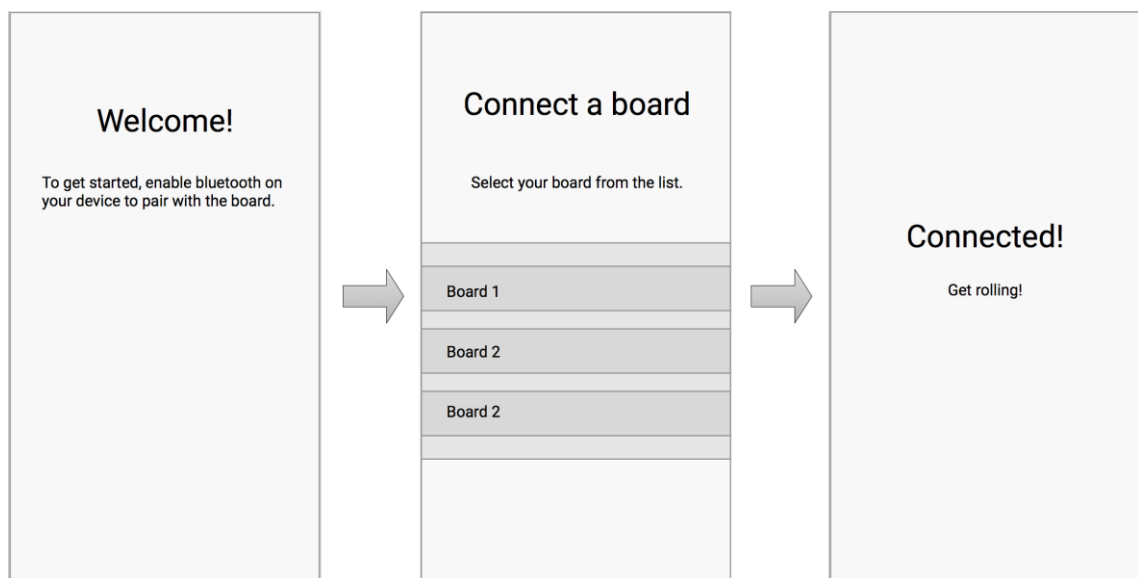 Welcome!
To get started, enable bluetooth on
your device to pair with the board.
Connect a board
Select your board from the list.
Board 1
Board 2
Board 2
Connected!
Get rolling!